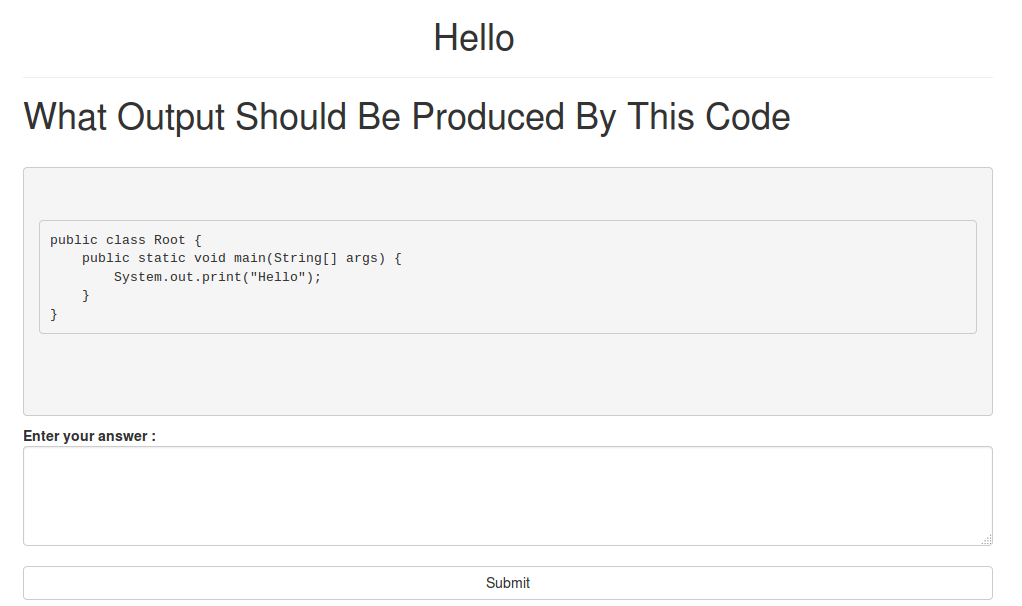 Hello
What Output Should Be Produced By This Code
public class Root {
    public static void main(String[] args) {
        System.out.print("Hello");
    }
}
Enter your answer :
Submit